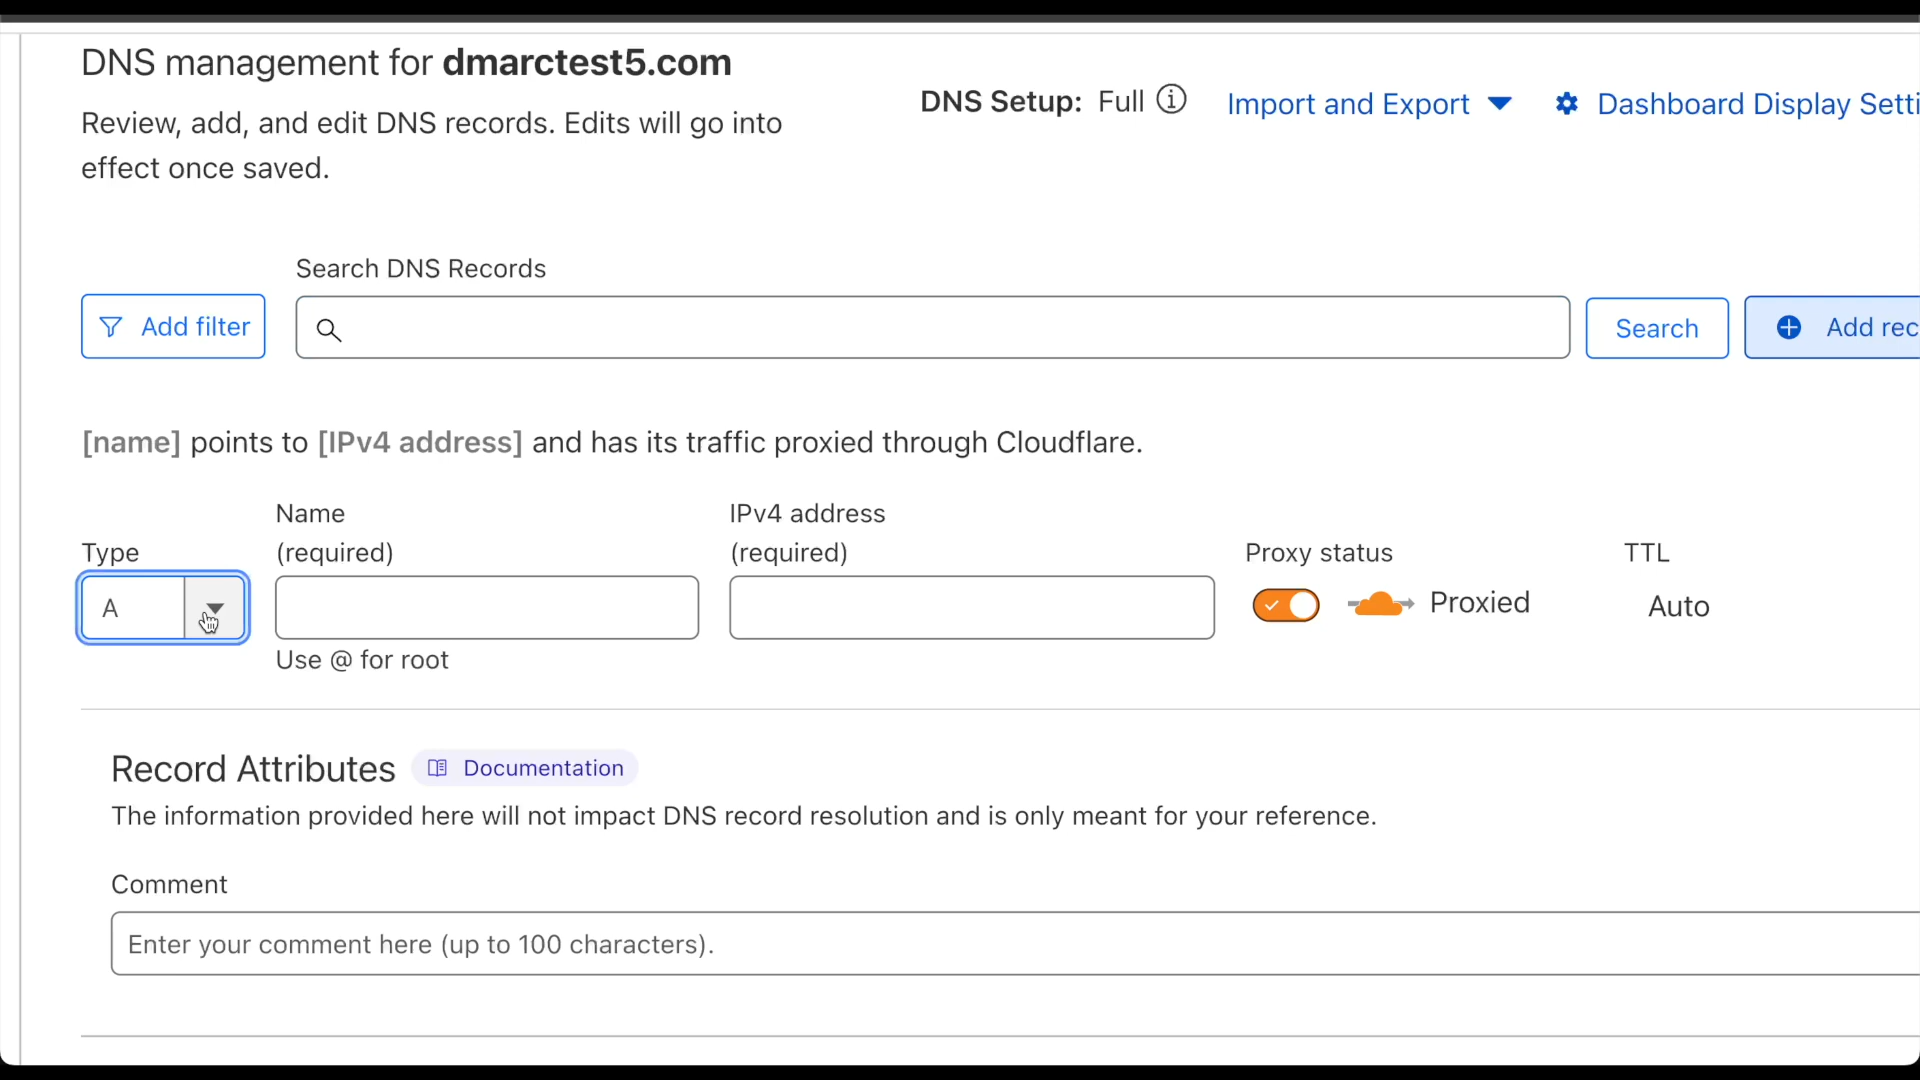 DNS management for dmarctest5.com
Review, add, and edit DNS records. Edits will go into
effect once saved.
DNS Setup: Full
Import and Export
Dashboard Display
Search DNS Records
Add filter
Search
Add
[name] points to [IPv4 address] and has its traffic proxied through Cloudflare.
Type
Name
(required)
IPv4 address
(required)
Proxy status
TTL
A
Proxied
Auto
Use @ for root
Record Attributes
Documentation
The information provided here will not impact DNS record resolution and is only meant for your reference.
Comment
Enter your comment here (up to 100 characters).